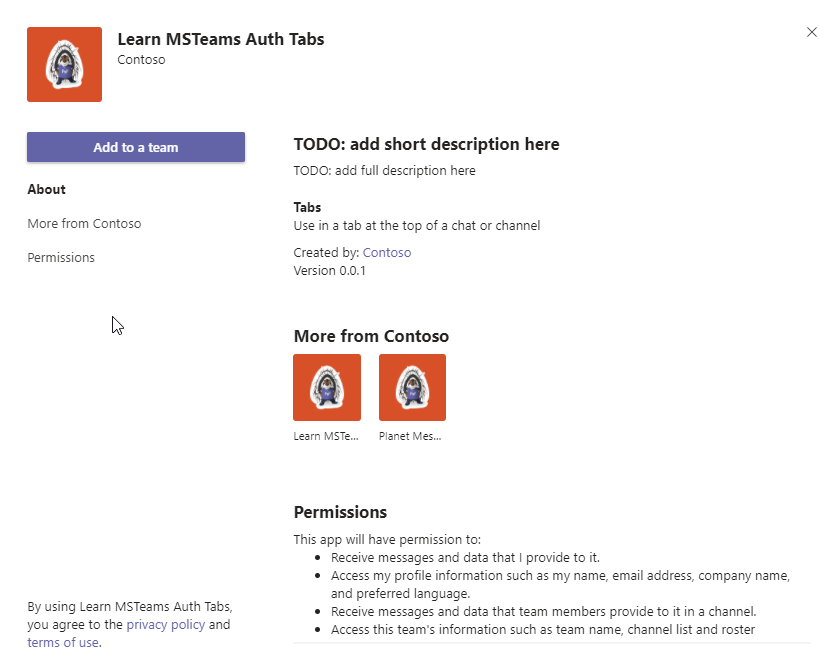 Learn MSTeams Auth Tabs
Contoso
Add to a team
About
More from Contoso
Permissions
By using Learn MSTeams Auth Tabs,
you agree to the privacy policy and
terms of use.
TODO: add short description here
TODO: add full description here
Tabs
Use in a tab at the top of a chat or channel
Created by: Contoso
Version 0.0.1
More from Contoso
Learn MSTe...
Planet Mes...
Permissions
This app will have permission to:
Receive messages and data that I provide to it.
Access my profile information such as my name, email address, company name,
and preferred language.
Receive messages and data that team members provide to it in a channel.
Access this team's information such as team name, channel list and roster